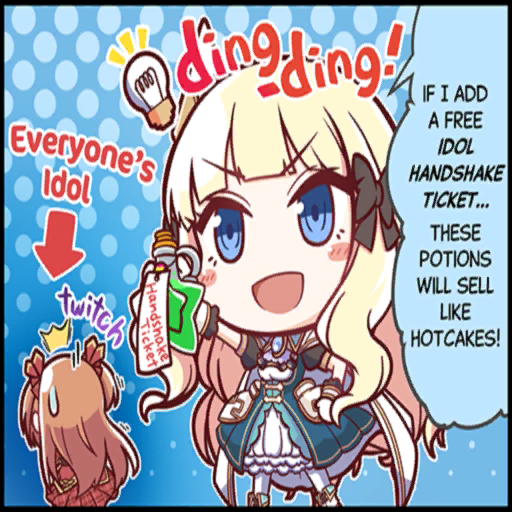 ding-ding!
IF I ADD
A FREE
IDOL
HANDSHAKE
TICKET...
THESE
POTIONS
WILL SELL
LIKE
HOTCAKES!
Everyone's
Idol
twitch
Handshake
Ticket